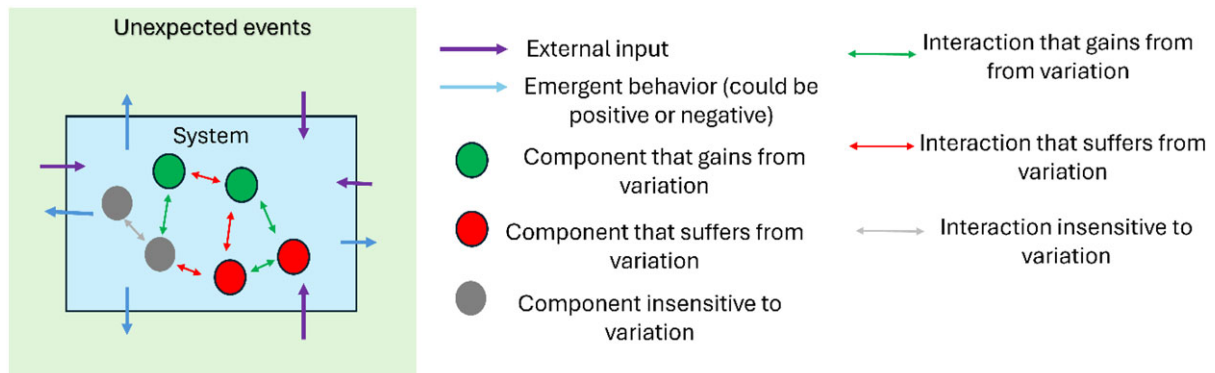 Unexpected events
System
External input
Emergent behavior (could be
positive or negative)
Component that gains from
variation
Component that suffers from
variation
Component insensitive to
variation
Interaction that gains from
from variation
Interaction that suffers from
variation
Interaction insensitive to
variation